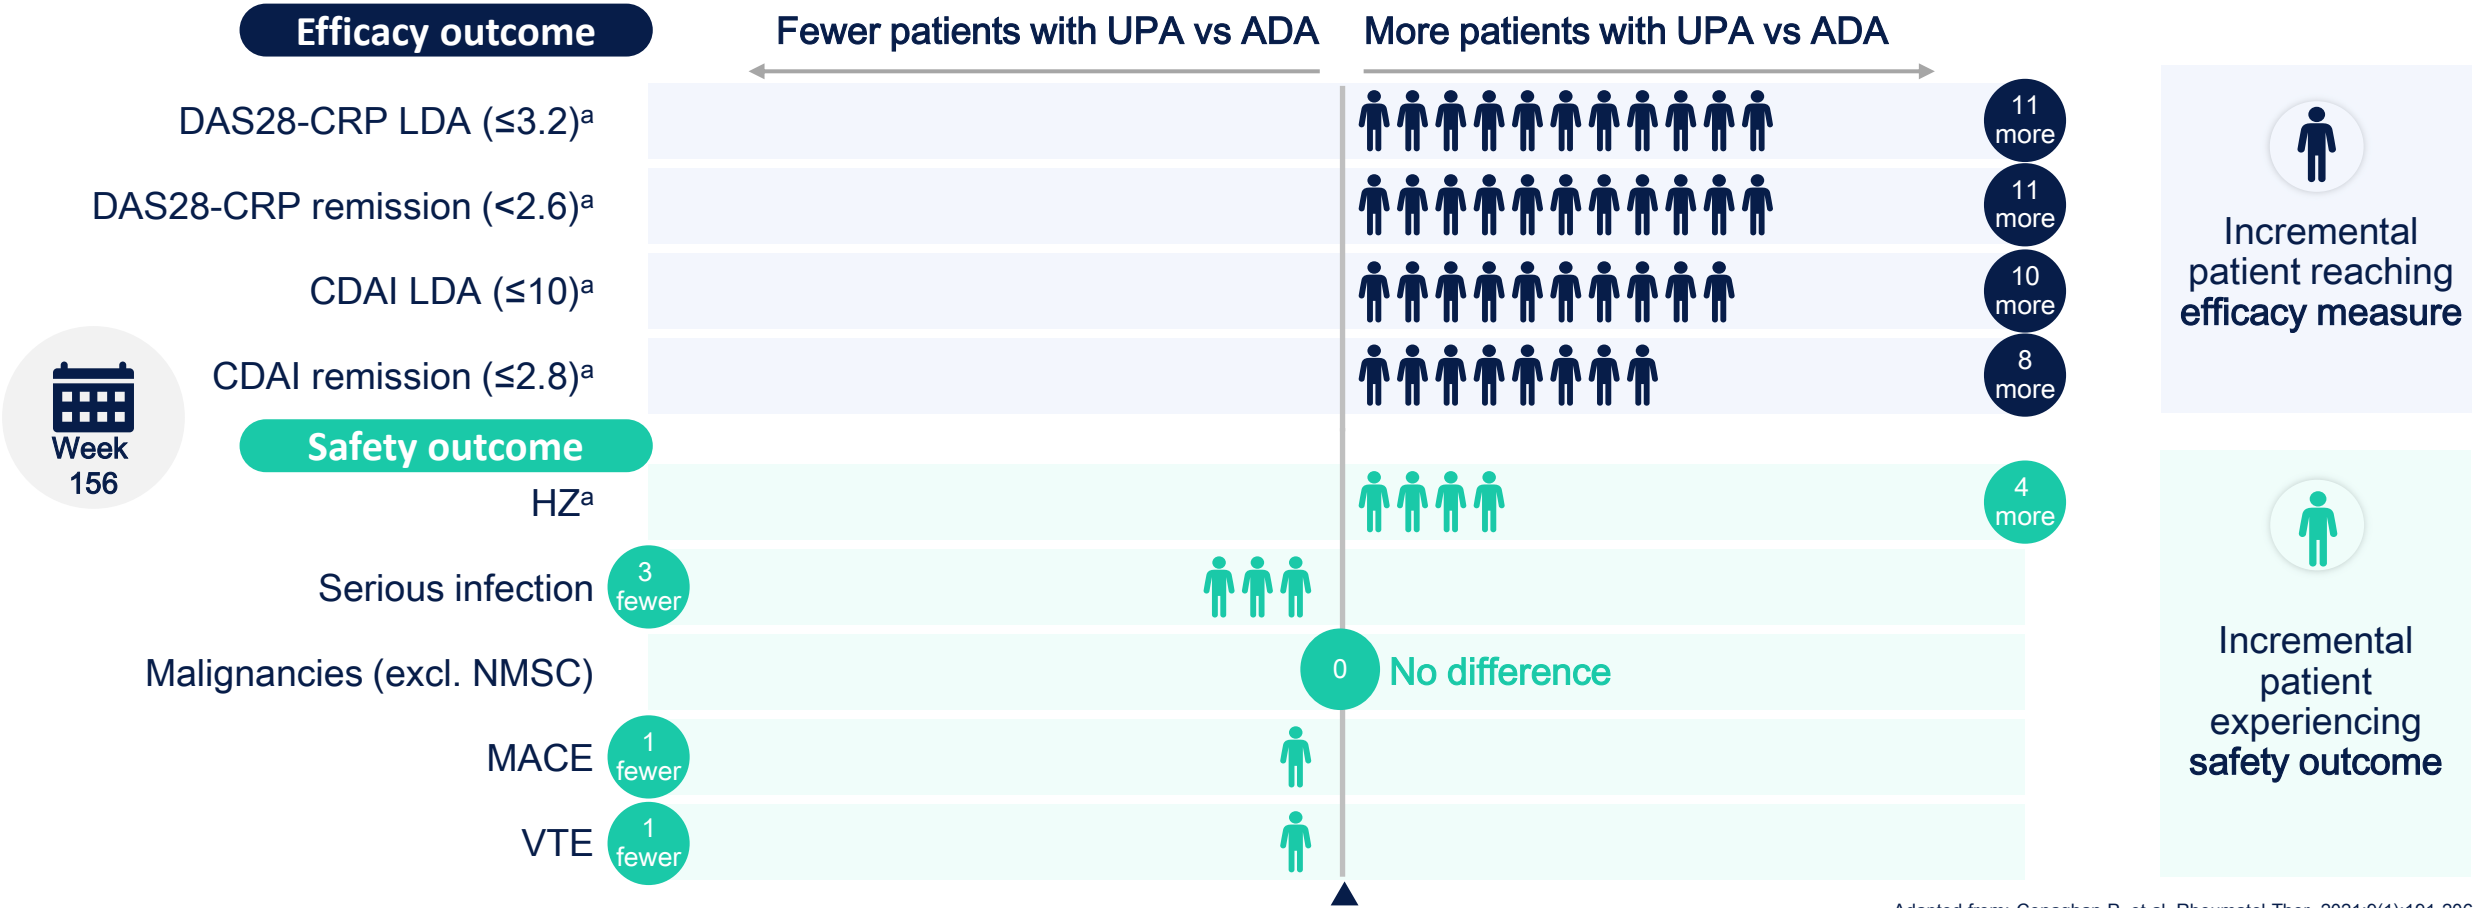 Efficacy outcome
Fewer patients with UPA vs ADA
More patients with UPA vs ADA
DAS28-CRP LDA (≤3.2)ᵃ
11
more
DAS28-CRP remission (<2.6)ᵃ
11
more
CDAI LDA (≤10)ᵃ
10
more
CDAI remission (≤2.8)ᵃ
8
more
Incremental
patient reaching
efficacy measure
Week
156
Safety outcome
HZᵃ
4
more
Serious infection
3
fewer
Malignancies (excl. NMSC)
0
No difference
MACE
1
fewer
VTE
1
fewer
Incremental
patient
experiencing
safety outcome